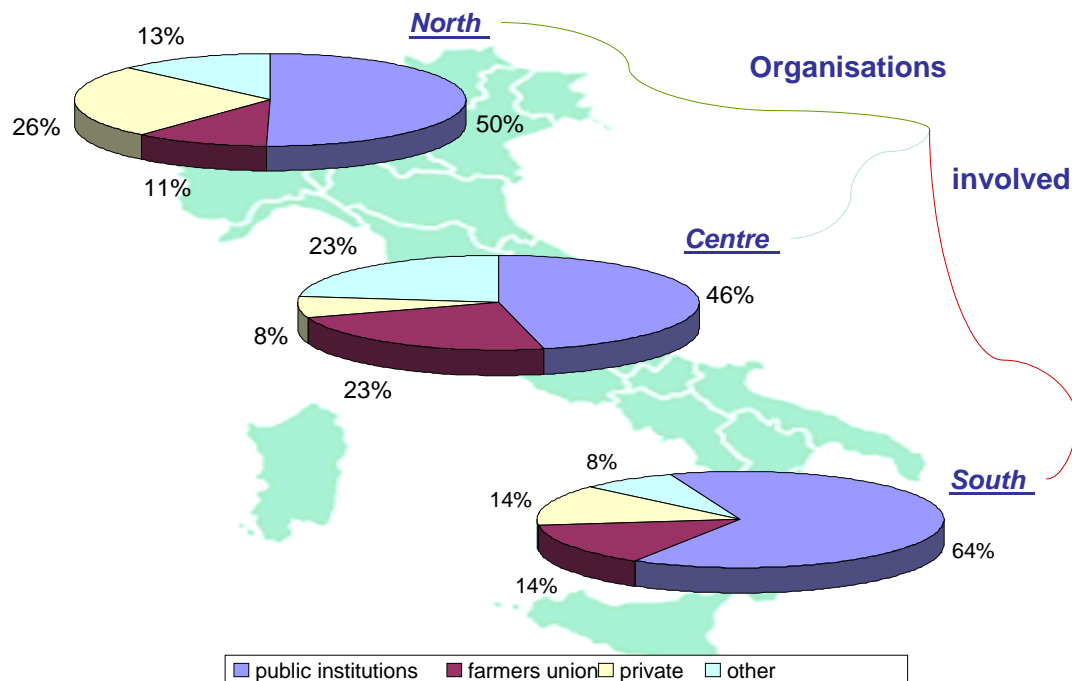 North
Organisations
13%
26%
50%
11%
involved
Centre
23%
46%
8%
23%
South
8%
14%
64%
14%
public institutions farmers union private other